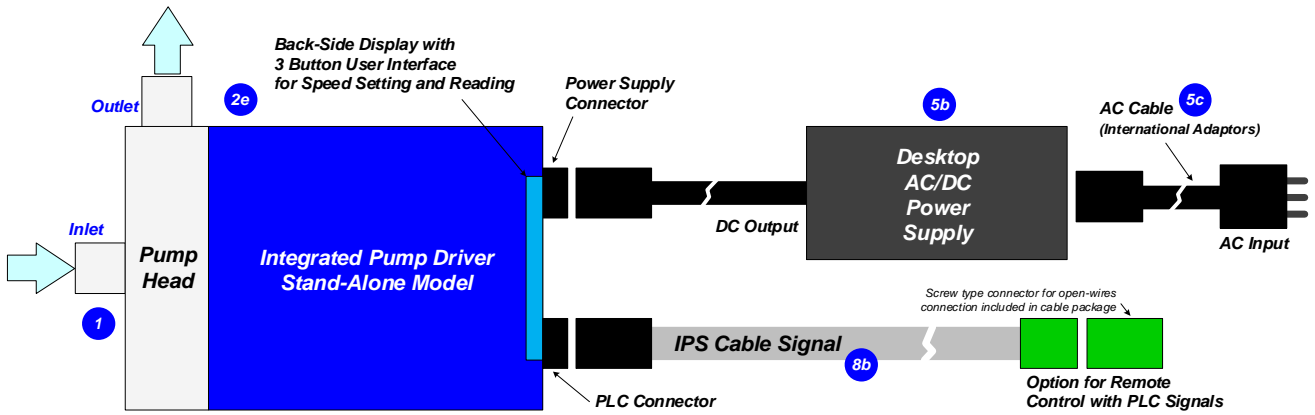 Back-Side Display with
3 Button User Interface
for Speed Setting and Reading
Outlet
2e
Power Supply
Connector
5b
AC Cable
5c
(International Adaptors)
Inlet
1
Pump
Head
Integrated Pump Driver
Stand-Alone Model
DC Output
Desktop
AC/DC
Power
Supply
AC Input
Screw type connector for open-wires
connection included in cable package
IPS Cable Signal
8b
PLC Connector
Option for Remote
Control with PLC Signals